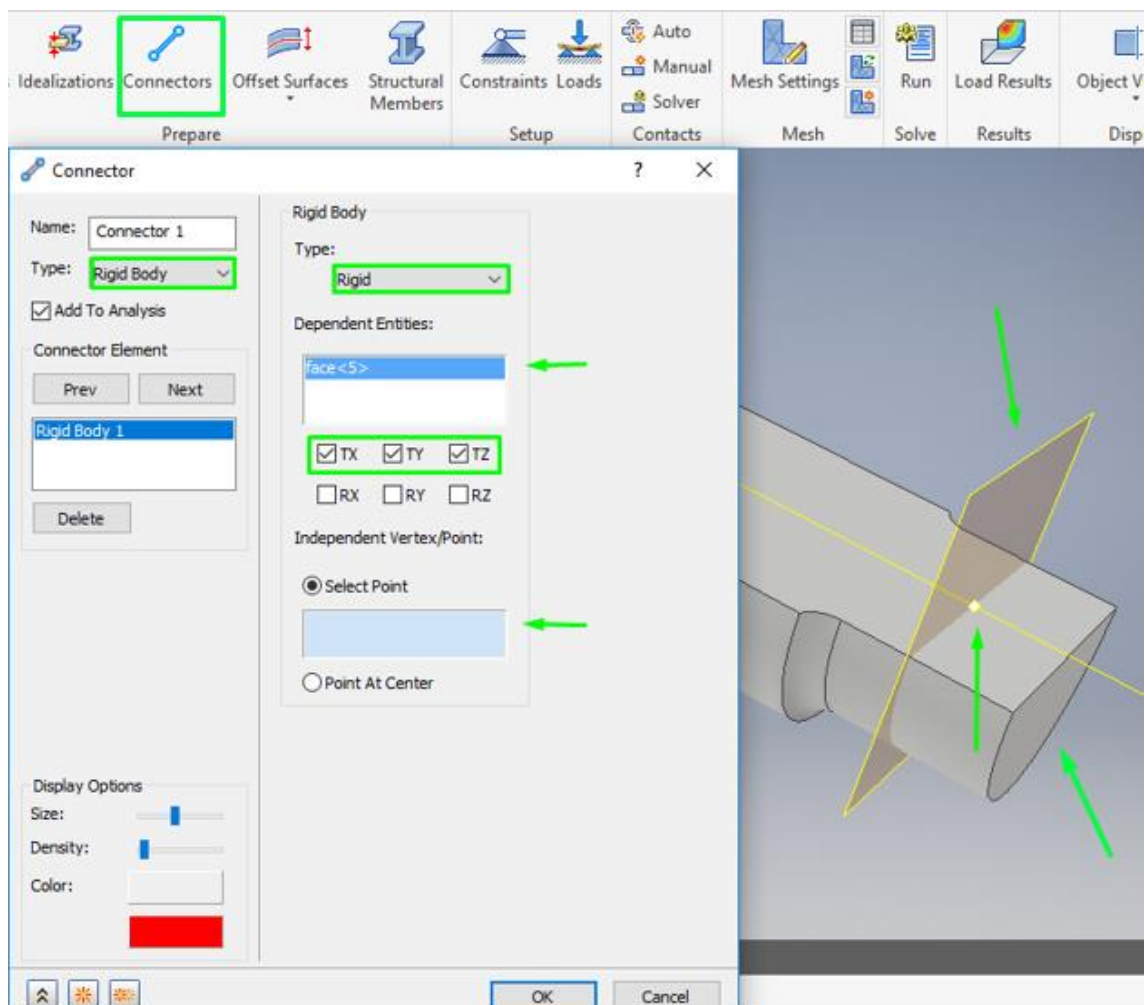 Idealizations Connectors Offset Surfaces Structural Members Constraints Loads Auto Manual Solver Mesh Settings Run Load Results Object V
Prepare Setup Contacts Mesh Solve Results Disp
Connector ?
Name: Connector 1
Type: Rigid Body
Add To Analysis
Connector Element
Prev Next
Rigid Body 1
Delete
Display Options
Size:
Density:
Color:
Rigid Body
Type:
Rigid
Dependent Entities:
face<5>
TX TY TZ
RX RY RZ
Independent Vertex/Point:
Select Point
Point At Center
OK Cancel